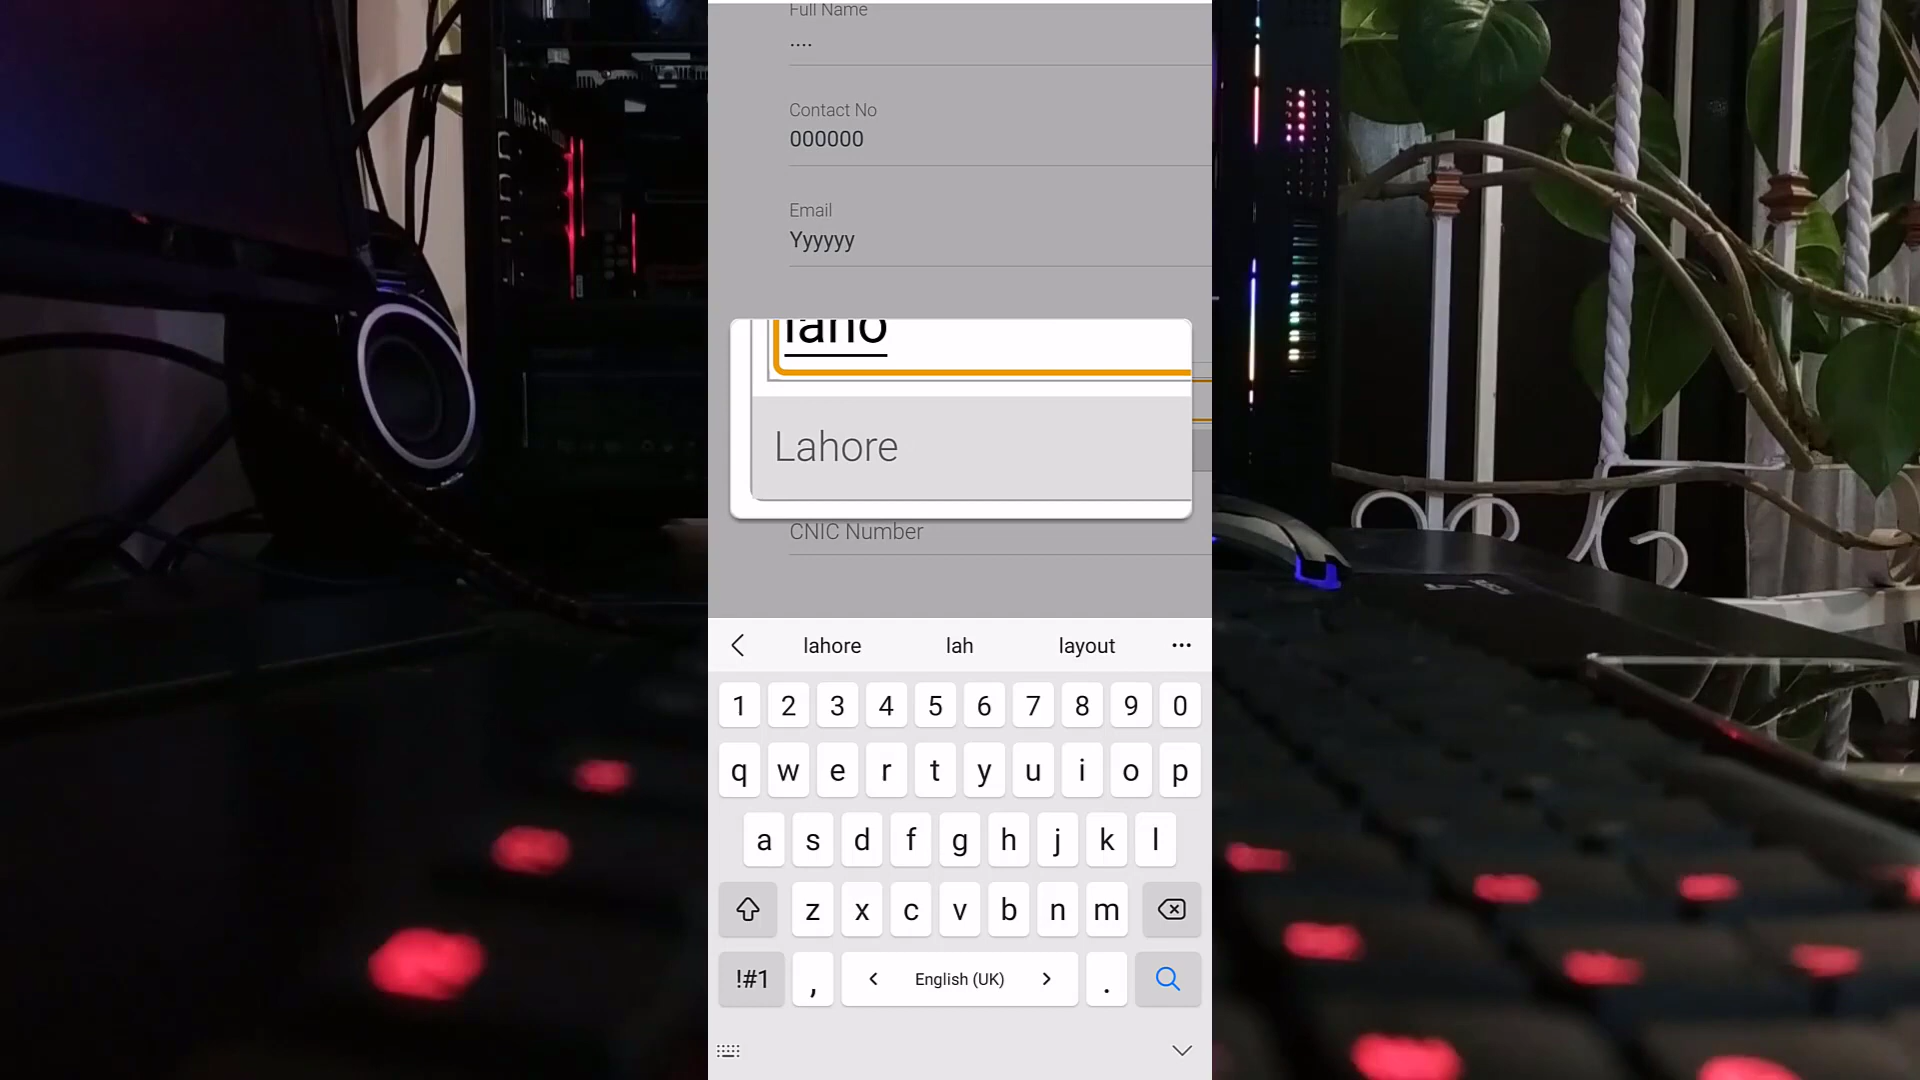 Full Name
....
Contact No
000000
Email
Yyyyyy
laho
Lahore
CNIC Number
lahore lah layout ...
1 2 3 4 5 6 7 8 9 0
q w e r t y u i o p
a s d f g h j k l
z x c v b n m
!#1 , < English (UK) > .